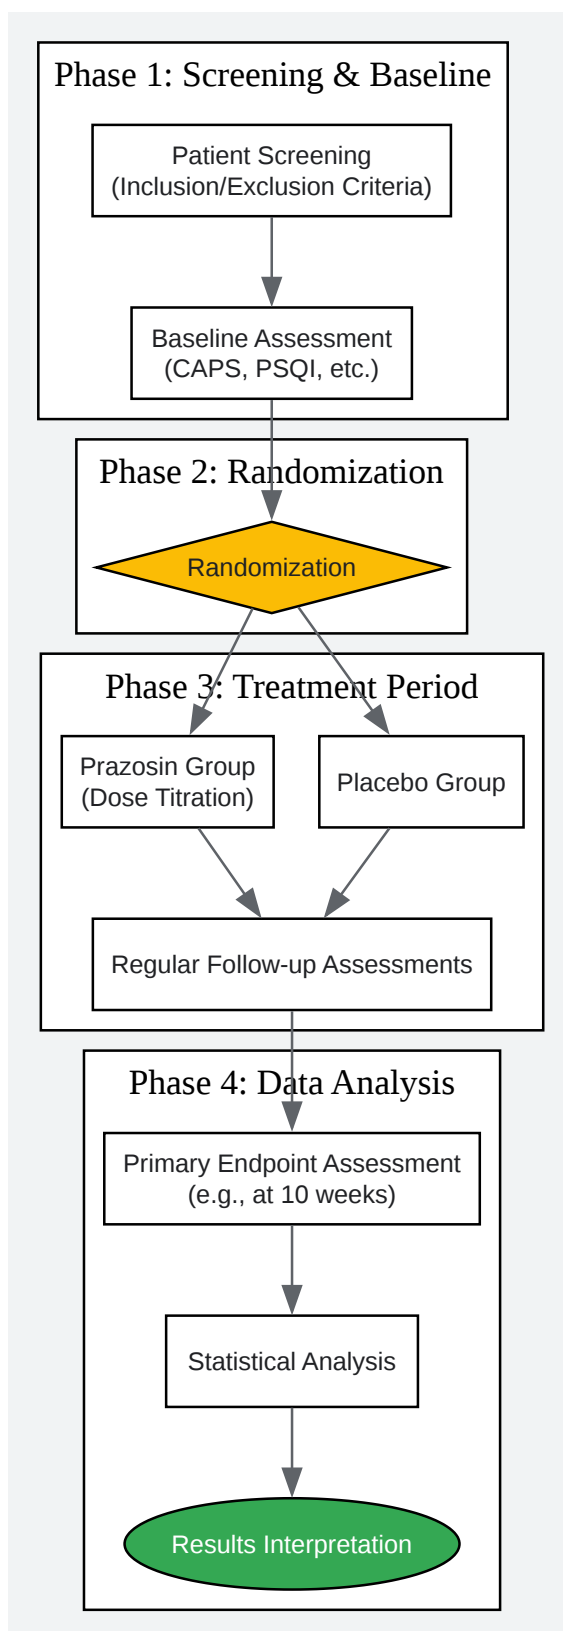 Phase 1: Screening & Baseline
Patient Screening
(Inclusion/Exclusion Criteria)
Baseline Assessment
(CAPS, PSQI, etc.)
Phase 2: Randomization
Randomization
Phase 3: Treatment Period
Prazosin Group
(Dose Titration)
Placebo Group
Regular Follow-up Assessments
Phase 4: Data Analysis
Primary Endpoint Assessment
(e.g., at 10 weeks)
Statistical Analysis
Results Interpretation